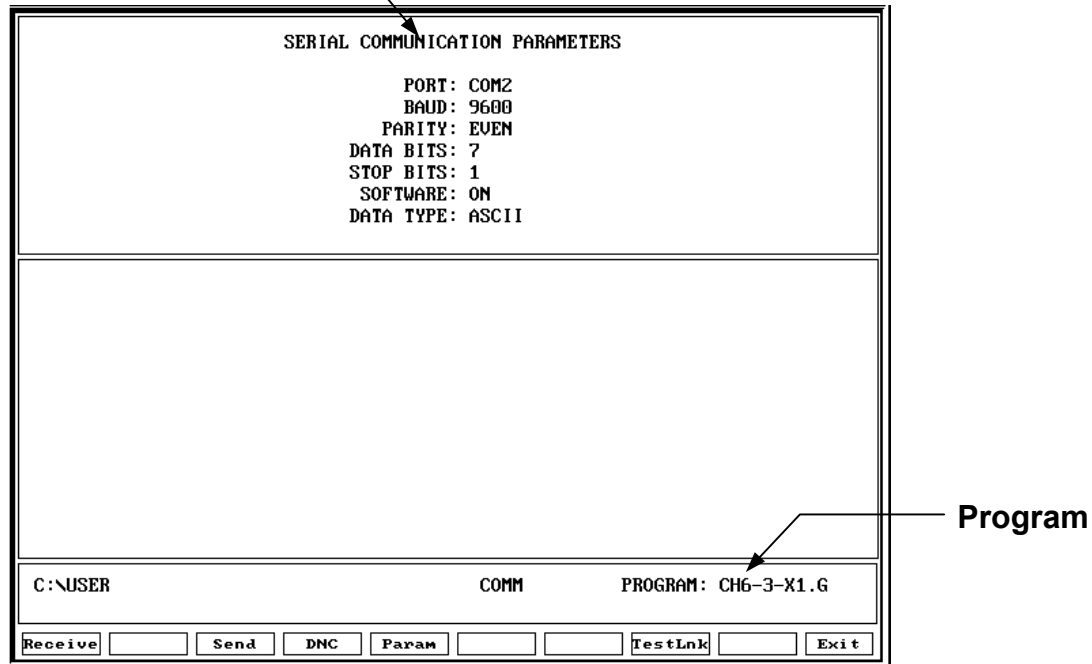 SERIAL COMMUNICATION PARAMETERS
PORT: COM2
BAUD: 9600
PARITY: EVEN
DATA BITS: 7
STOP BITS: 1
SOFTWARE: ON
DATA TYPE: ASCII
Program
C:\USER COMM PROGRAM: CH6-3-X1.G
Receive Send DNC Param TestLnk Exit